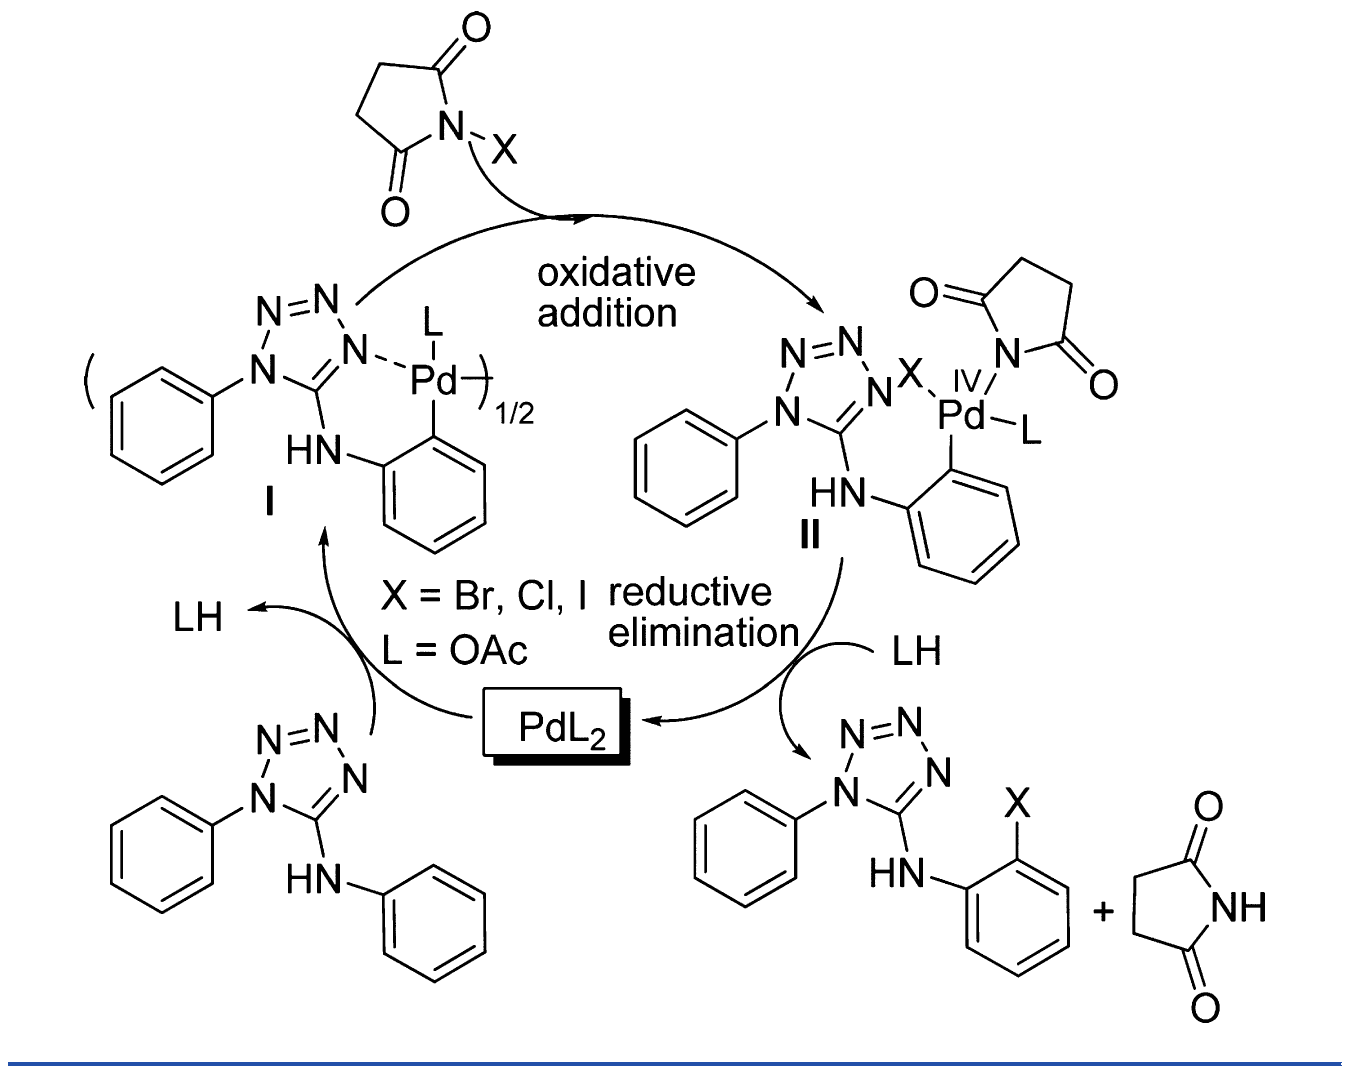 O
N
X
O
oxidative
addition
N=N
N
N
L
Pd
1/2
HN
I
O
N
O
N=N
N
N
X
IV
Pd
L
HN
II
X = Br, Cl, I
L = OAc
reductive
elimination
LH
LH
PdL2
N=N
N
N
HN
N=N
N
N
HN
X
+
O
NH
O